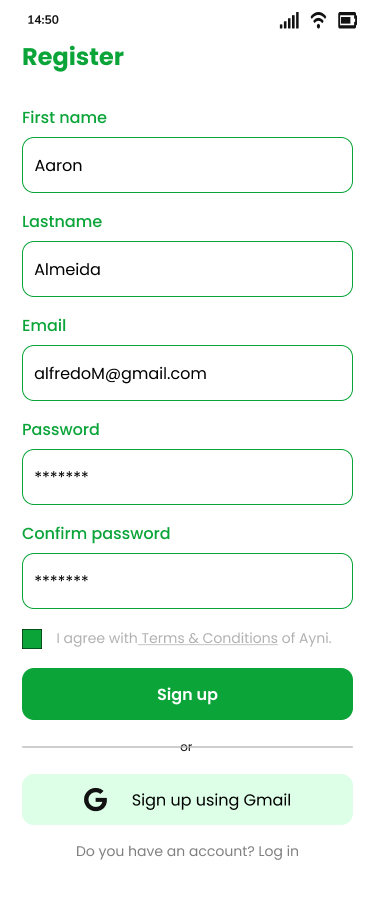 14:50
Register
First name
Aaron
Lastname
Almeida
Email
alfredoM@gmail.com
Password
*******
Confirm password
*******
I agree with Terms & Conditions of Ayni.
Sign up
or
G Sign up using Gmail
Do you have an account? Log in